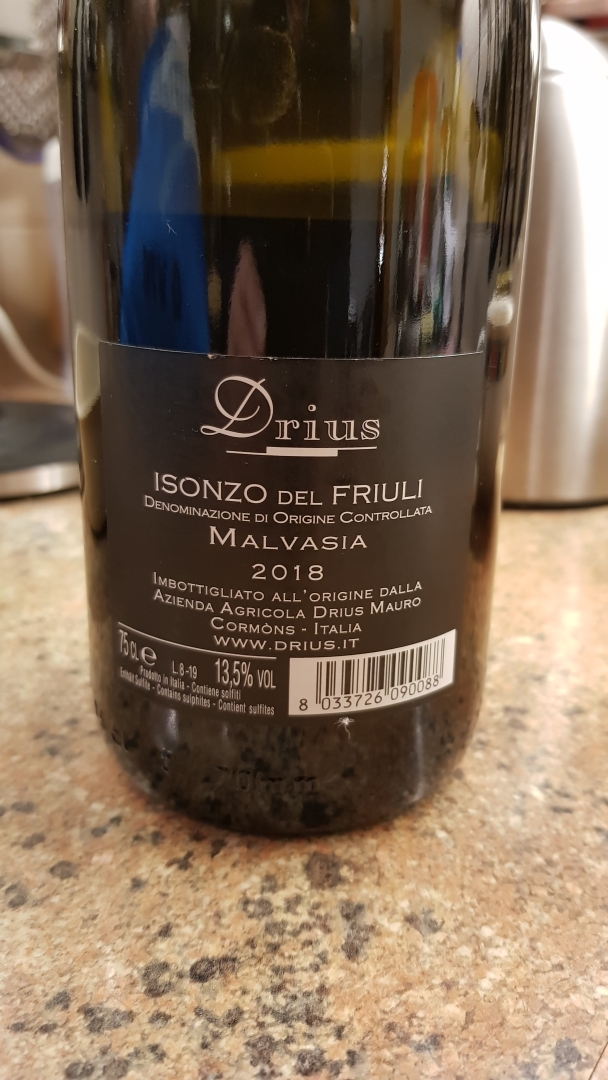 Drius
ISONZO DEL FRIULI
DENOMINAZIONE DI ORIGINE CONTROLLATA
MALVASIA
2018
IMBOTTIGLIATO ALL'ORIGINE DALLA
AZIENDA AGRICOLA DRIUS MAURO
CORMÒNS - ITALIA
WWW.DRIUS.IT
75 CL e L.8-19 13,5% VOL
Prodotto in Italia - Contiene solfiti
Enthält Sulfite - Contains sulphites - Contient sulfites
8 033726 090088